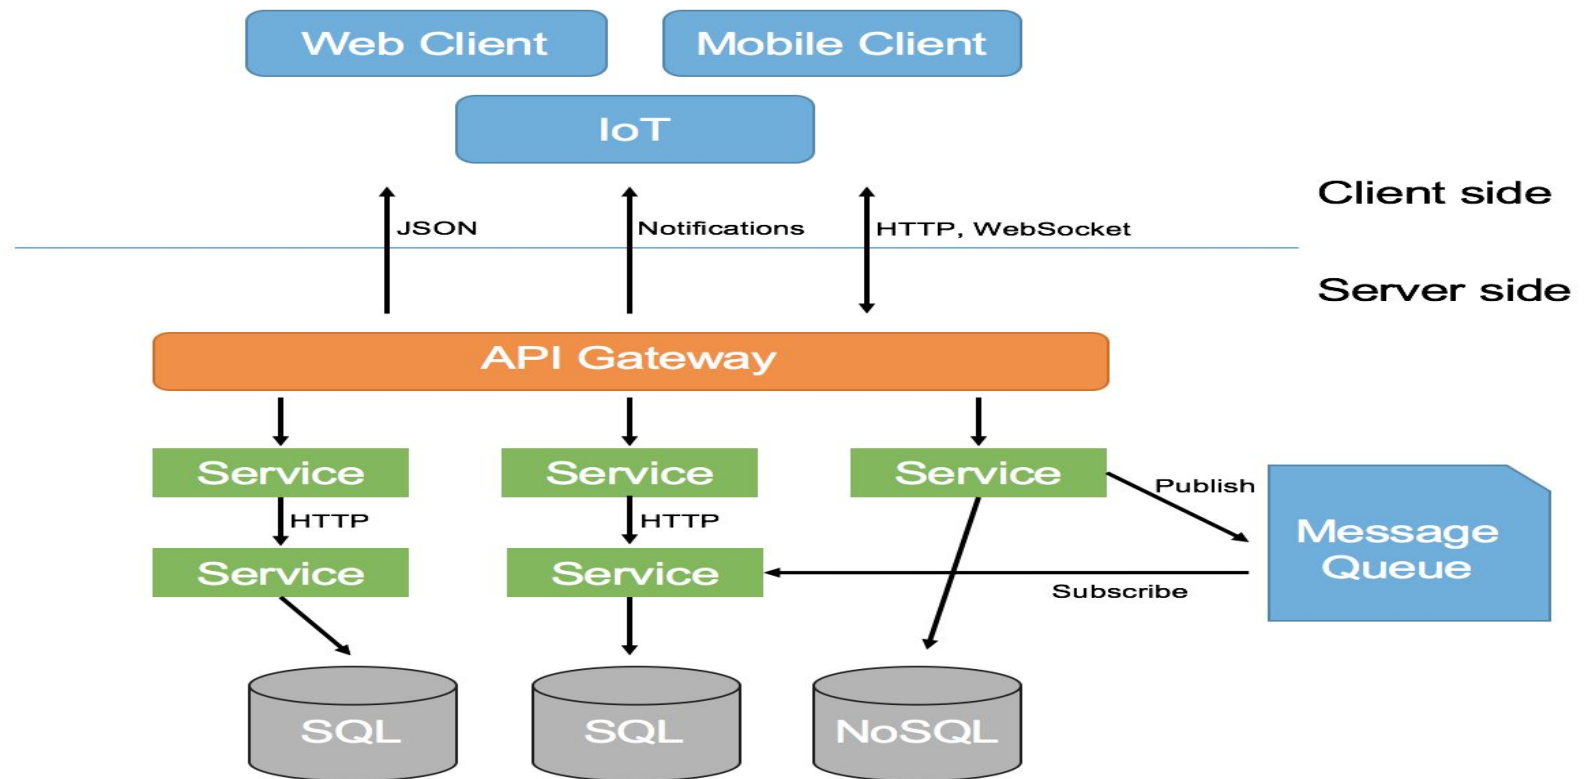 Web Client
Mobile Client
IoT
Client side
JSON
Notifications
HTTP, WebSocket
Server side
API Gateway
Service
Service
Service
Publish
HTTP
HTTP
Message
Queue
Service
Service
Subscribe
SQL
SQL
NoSQL